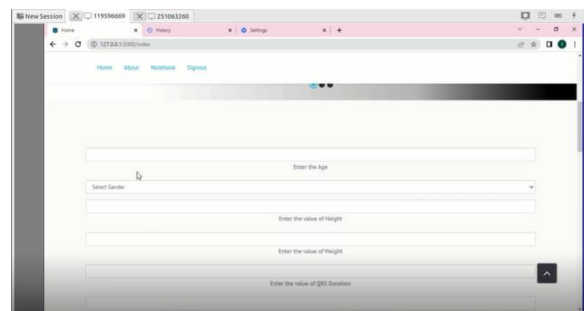 New Session 119596669 251063260
Home History Settings
127.0.0.1:5000/index
Home About Notebook Signout
Enter the Age
Select Gender
Enter the value of Height
Enter the value of Weight
Enter the value of QRS Duration